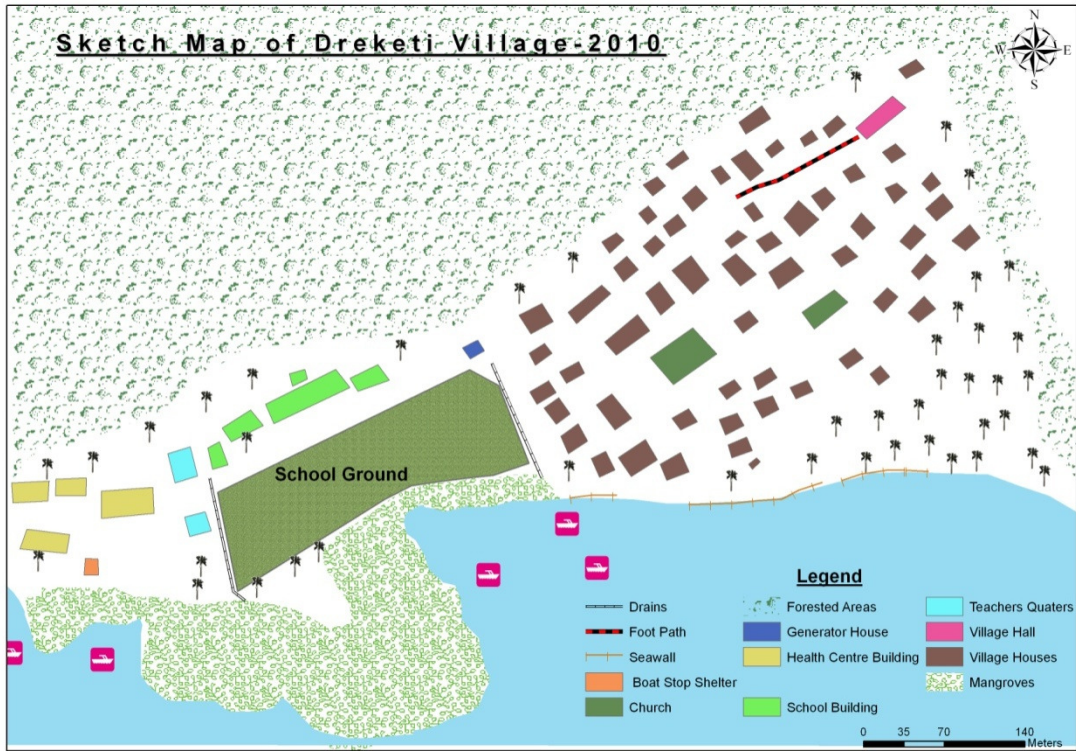 Sketch Map of Dreketi Village-2010
N
W
E
S
School Ground
Legend
Drains
Foot Path
Seawall
Boat Stop Shelter
Church
Forested Areas
Generator House
Health Centre Building
School Building
Teachers Quaters
Village Hall
Village Houses
Mangroves
0 35 70 140
Meters